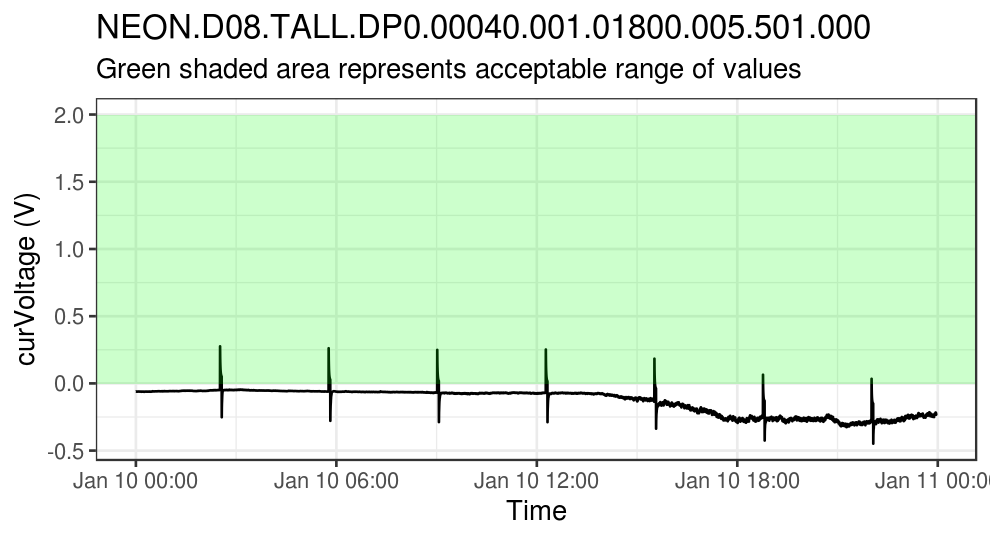 NEON.D08.TALL.DP0.00040.001.01800.005.501.000
Green shaded area represents acceptable range of values
curVoltage (V)
2.0
1.5
1.0
0.5
0.0
-0.5
Jan 10 00:00 Jan 10 06:00 Jan 10 12:00 Jan 10 18:00 Jan 11 00:0
Time